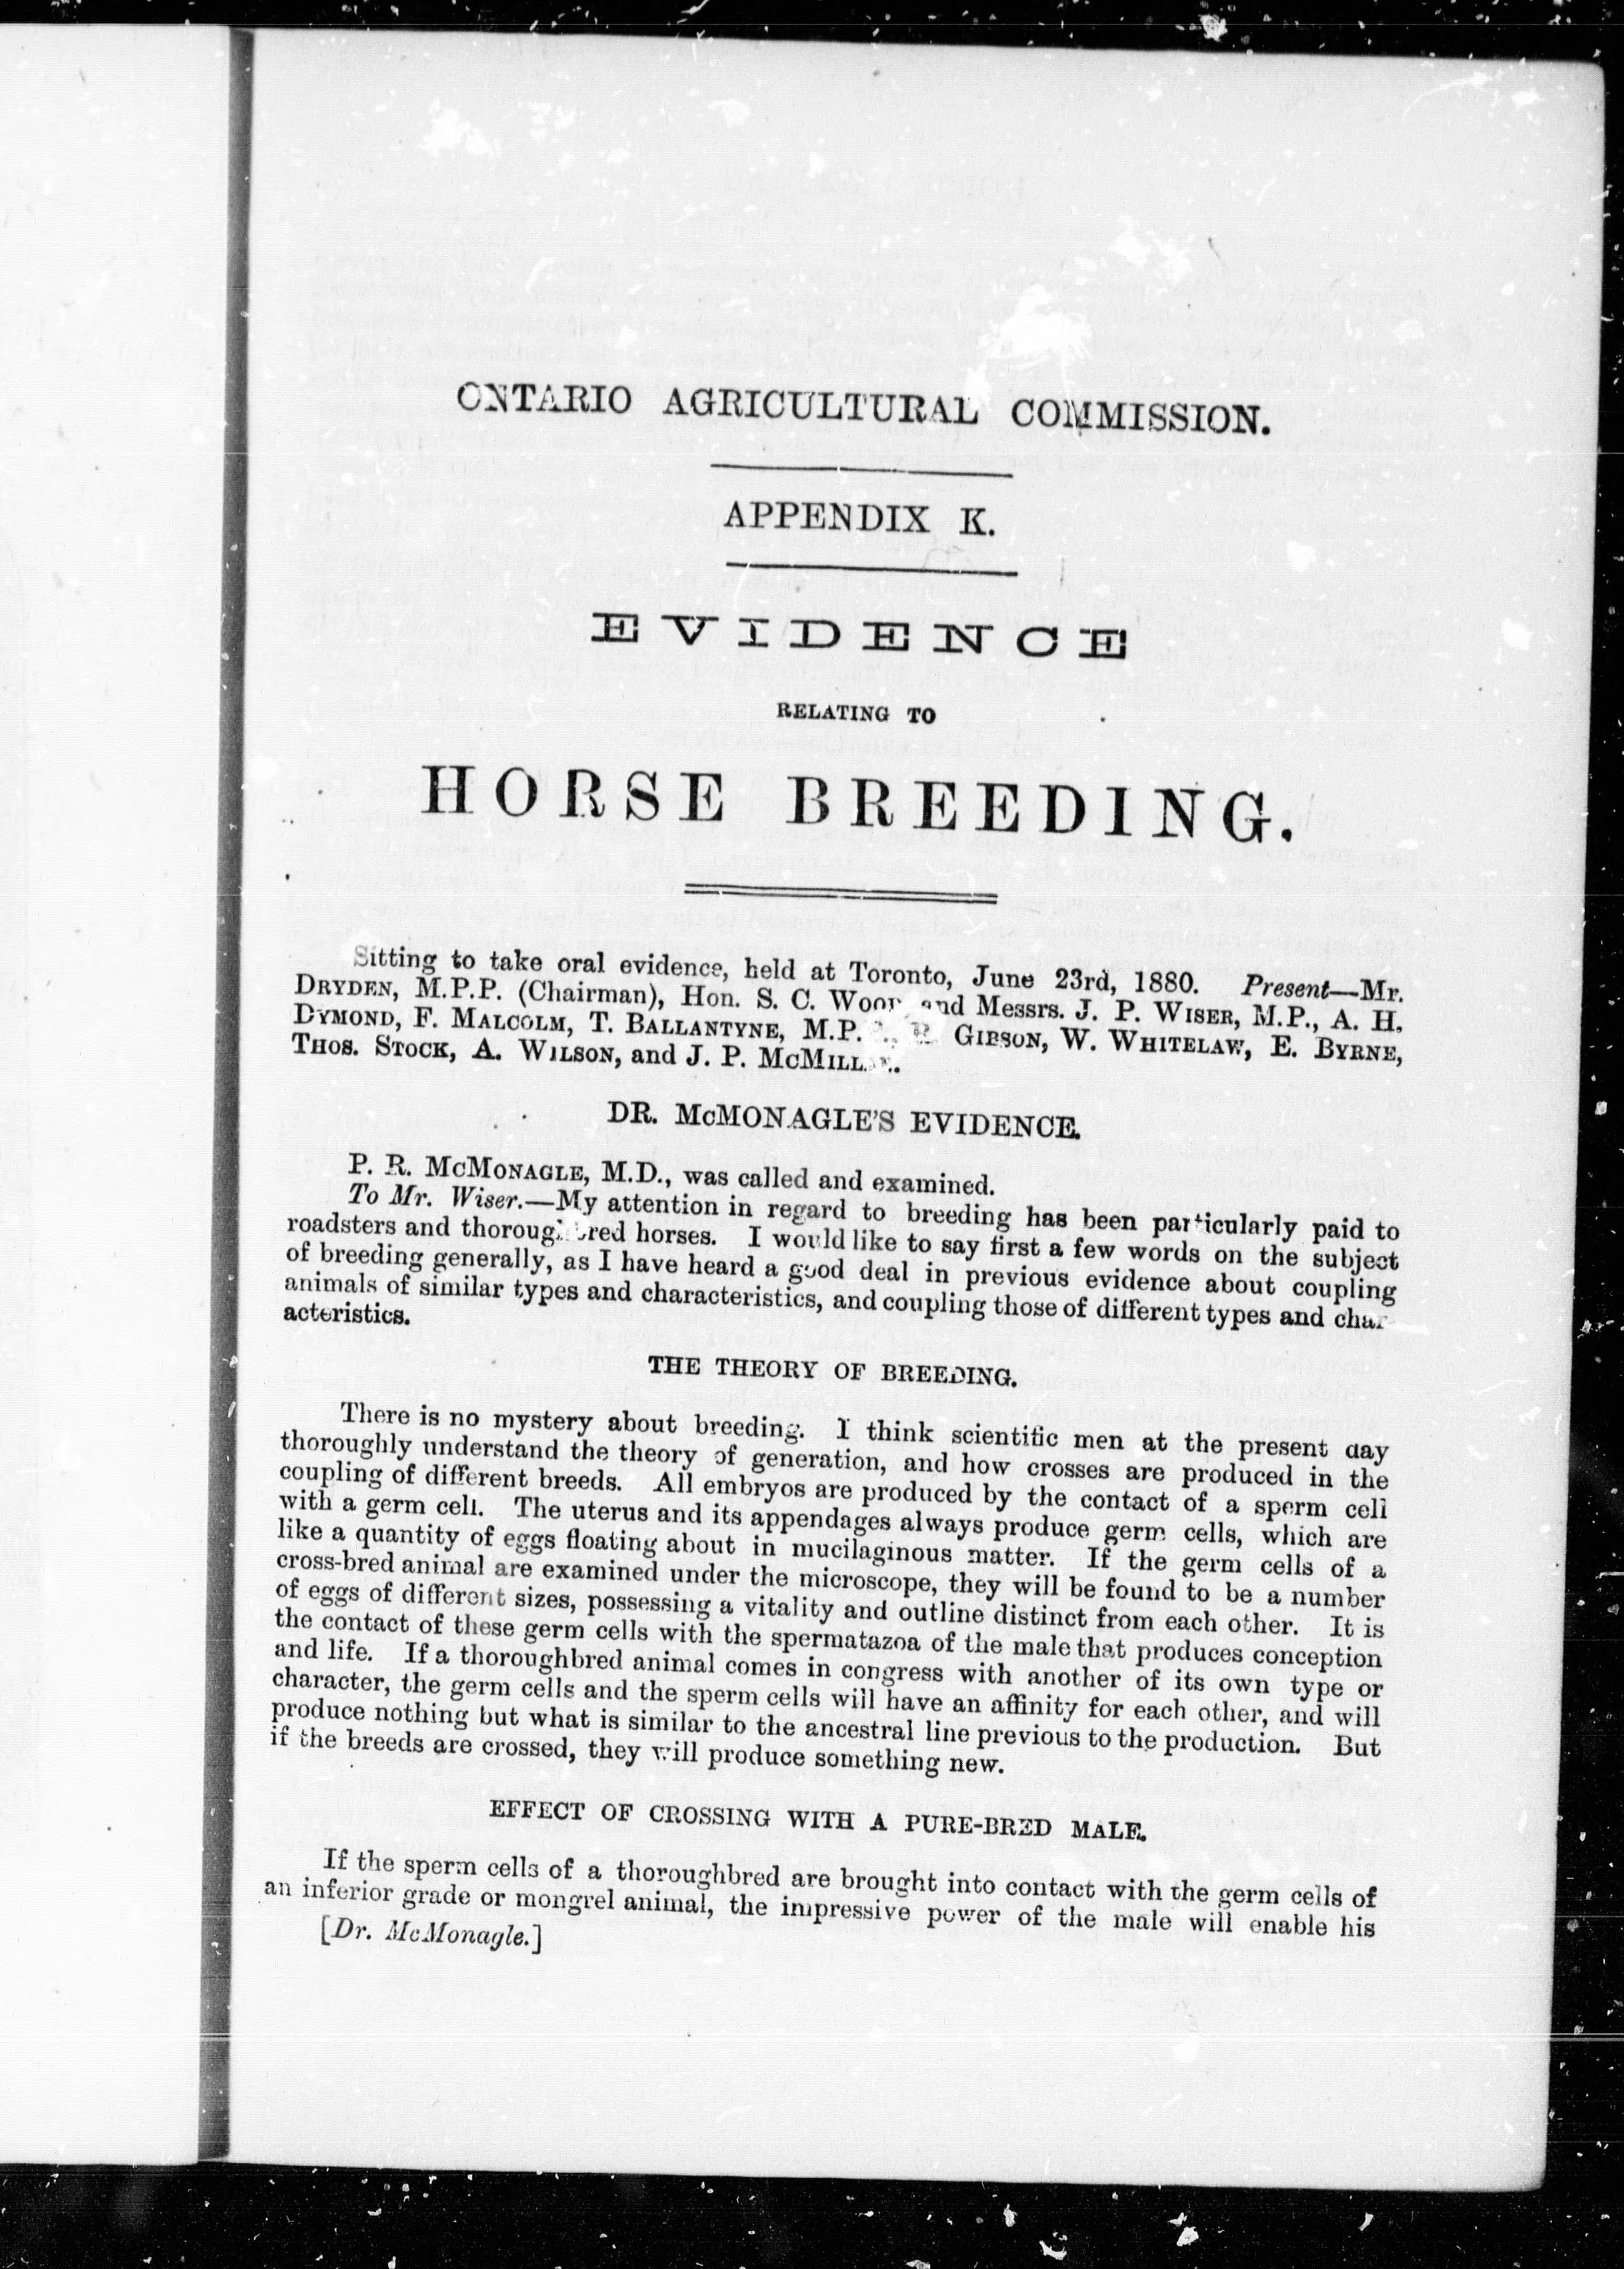 ONTARIO AGRICULTURAL COMMISSION.
APPENDIX K.
EVIDENCE
RELATING TO
HORSE BREEDING.
Sitting to take oral evidence, held at Toronto, June 23rd, 1880. Present—Mr.
DRYDEN, M.P.P. (Chairman), Hon. S. C. WOOD and Messrs. J. P. WISER, M.P., A. H.
DYMOND, F. MALCOLM, T. BALLANTYNE, M.P. GIBSON, W. WHITELAW, E. BYRNE,
THOS. STOCK, A. WILSON, and J. P. MCMILLAN.
DR. McMONAGLE'S EVIDENCE.
P. R. MCMONAGLE, M.D., was called and examined.
To Mr. Wiser.—My attention in regard to breeding has been particularly paid to
roadsters and thoroughbred horses. I would like to say first a few words on the subject
of breeding generally, as I have heard a good deal in previous evidence about coupling
animals of similar types and characteristics, and coupling those of different types and char
acteristics.
THE THEORY OF BREEDING.
There is no mystery about breeding. I think scientific men at the present day
thoroughly understand the theory of generation, and how crosses are produced in the
coupling of different breeds. All embryos are produced by the contact of a sperm cell
with a germ cell. The uterus and its appendages always produce germ cells, which are
like a quantity of eggs floating about in mucilaginous matter. If the germ cells of a
cross-bred animal are examined under the microscope, they will be found to be a number
of eggs of different sizes, possessing a vitality and outline distinct from each other. It is
the contact of these germ cells with the spermatazoa of the male that produces conception
and life. If a thoroughbred animal comes in congress with another of its own type or
character, the germ cells and the sperm cells will have an affinity for each other, and will
produce nothing but what is similar to the ancestral line previous to the production. But
if the breeds are crossed, they will produce something new.
EFFECT OF CROSSING WITH A PURE-BRED MALE.
If the sperm cells of a thoroughbred are brought into contact with the germ cells of
an inferior grade or mongrel animal, the impressive power of the male will enable his
[Dr. McMonagle.]